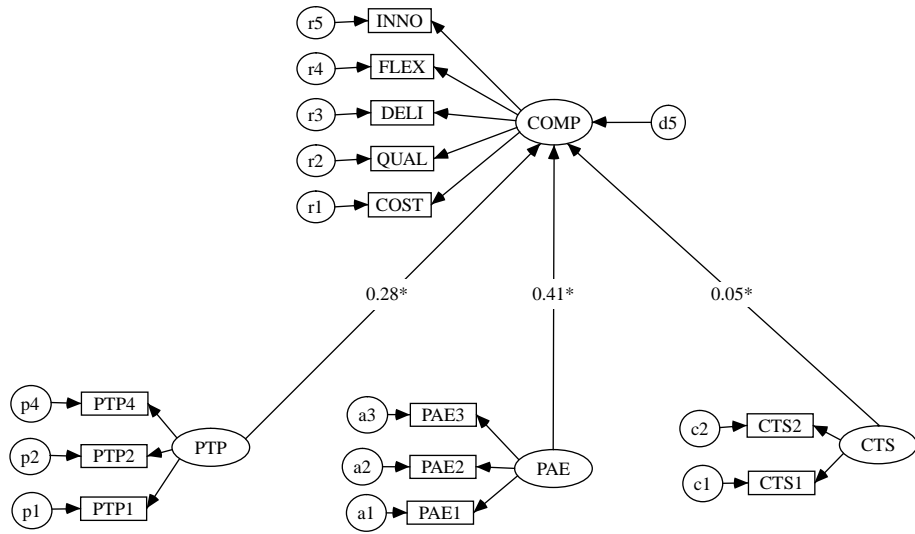 r5 INNO
r4 FLEX
r3 DELI
COMP d5
r2 QUAL
r1 COST
0.28* 0.41* 0.05*
p4 PTP4
a3 PAE3
c2 CTS2
PTP
CTS
p2 PTP2
a2 PAE2
PAE
c1 CTS1
p1 PTP1
a1 PAE1